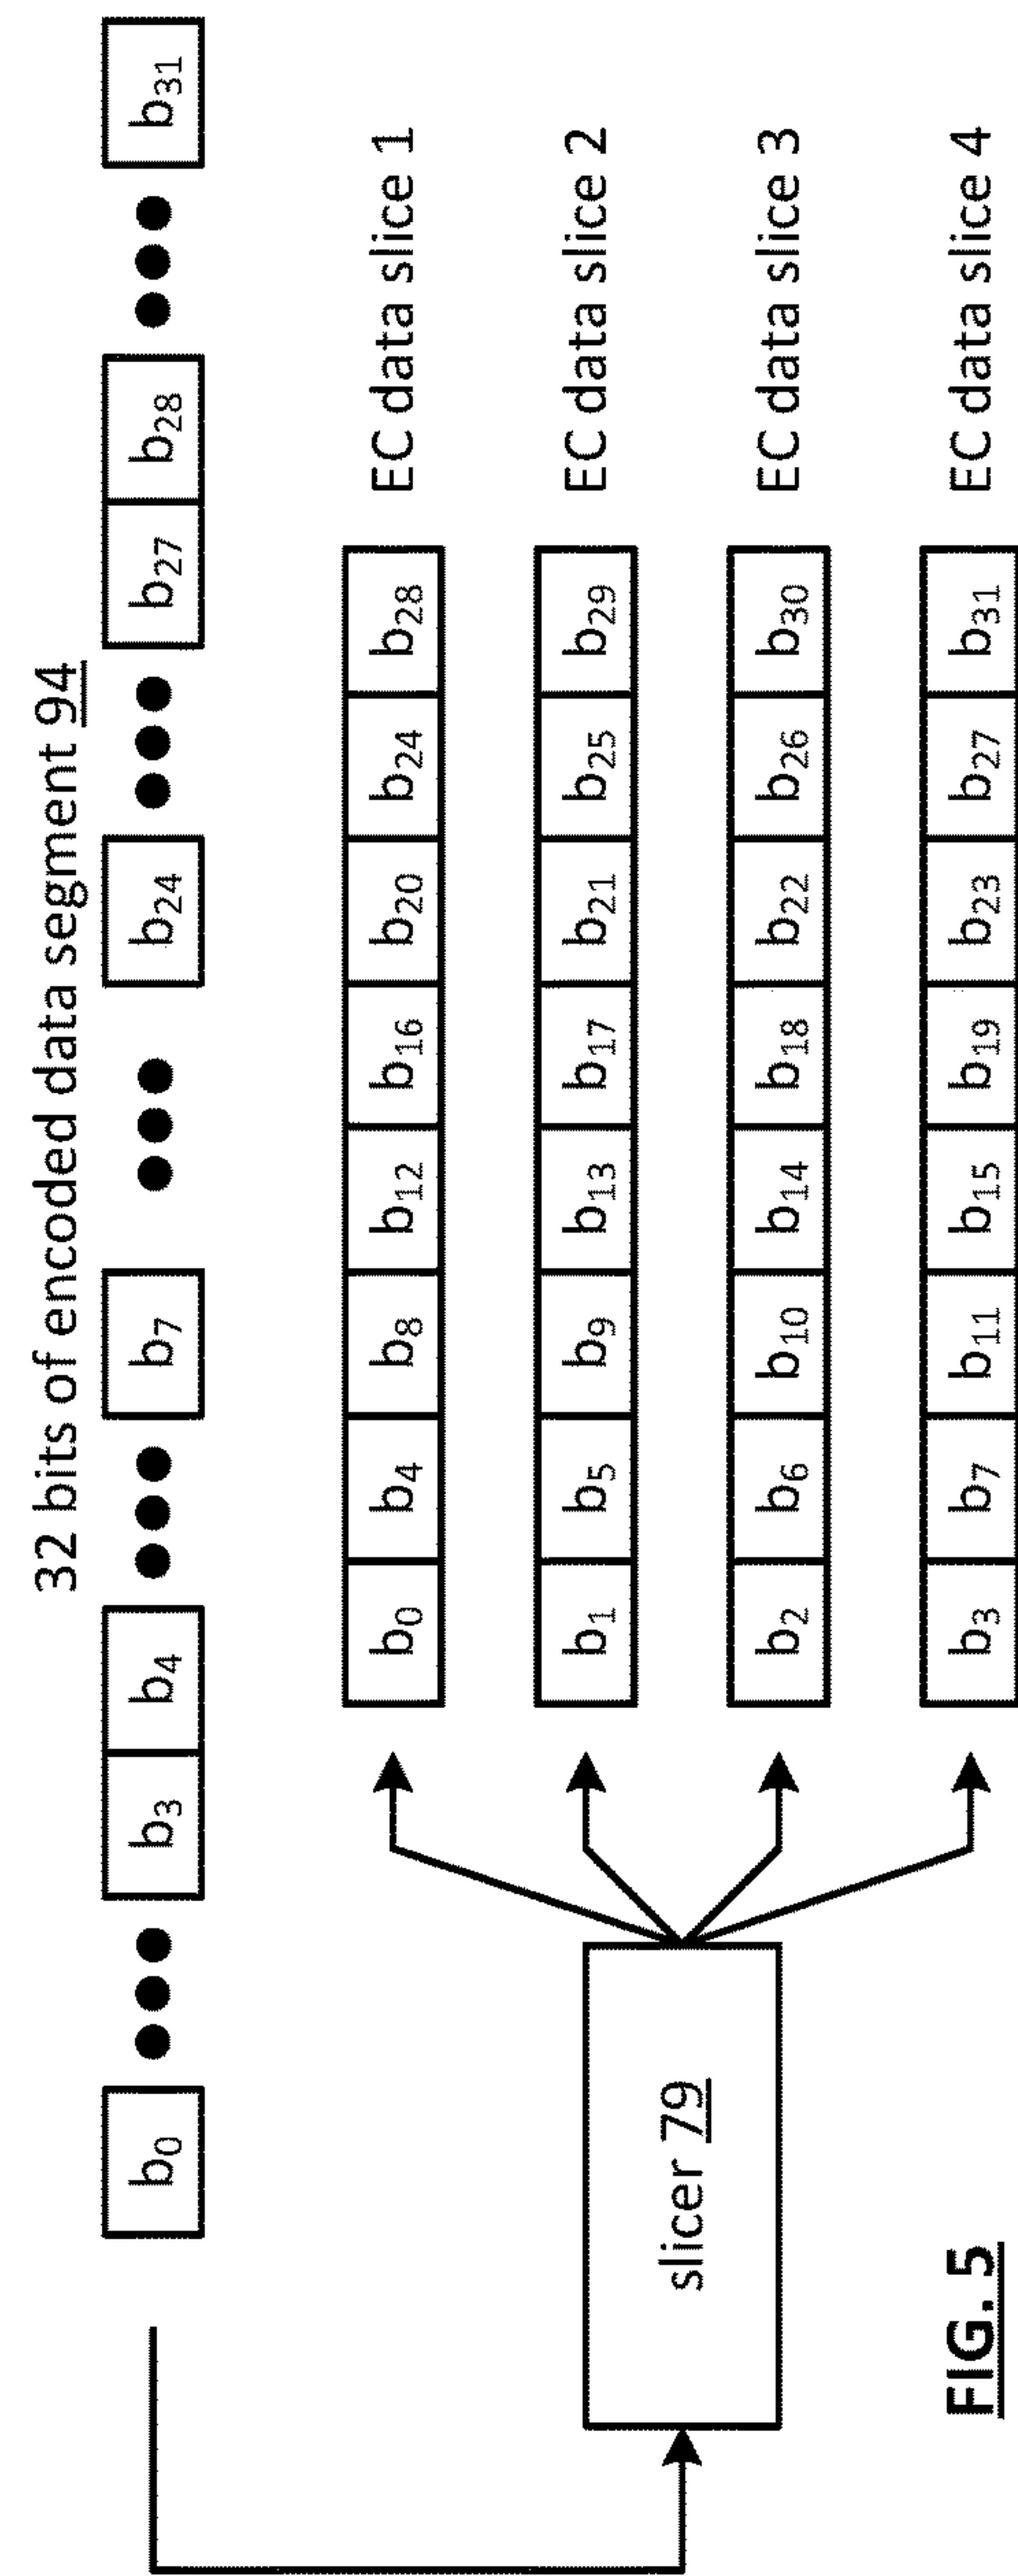 32 bits of encoded data segment 94
b0 b3 b4 b7 b24 b27 b28 b31
b0 b4 b8 b12 b16 b20 b24 b28 EC data slice 1
b1 b5 b9 b13 b17 b21 b25 b29 EC data slice 2
slicer 79
b2 b6 b10 b14 b18 b22 b26 b30 EC data slice 3
b3 b7 b11 b15 b19 b23 b27 b31 EC data slice 4
FIG. 5